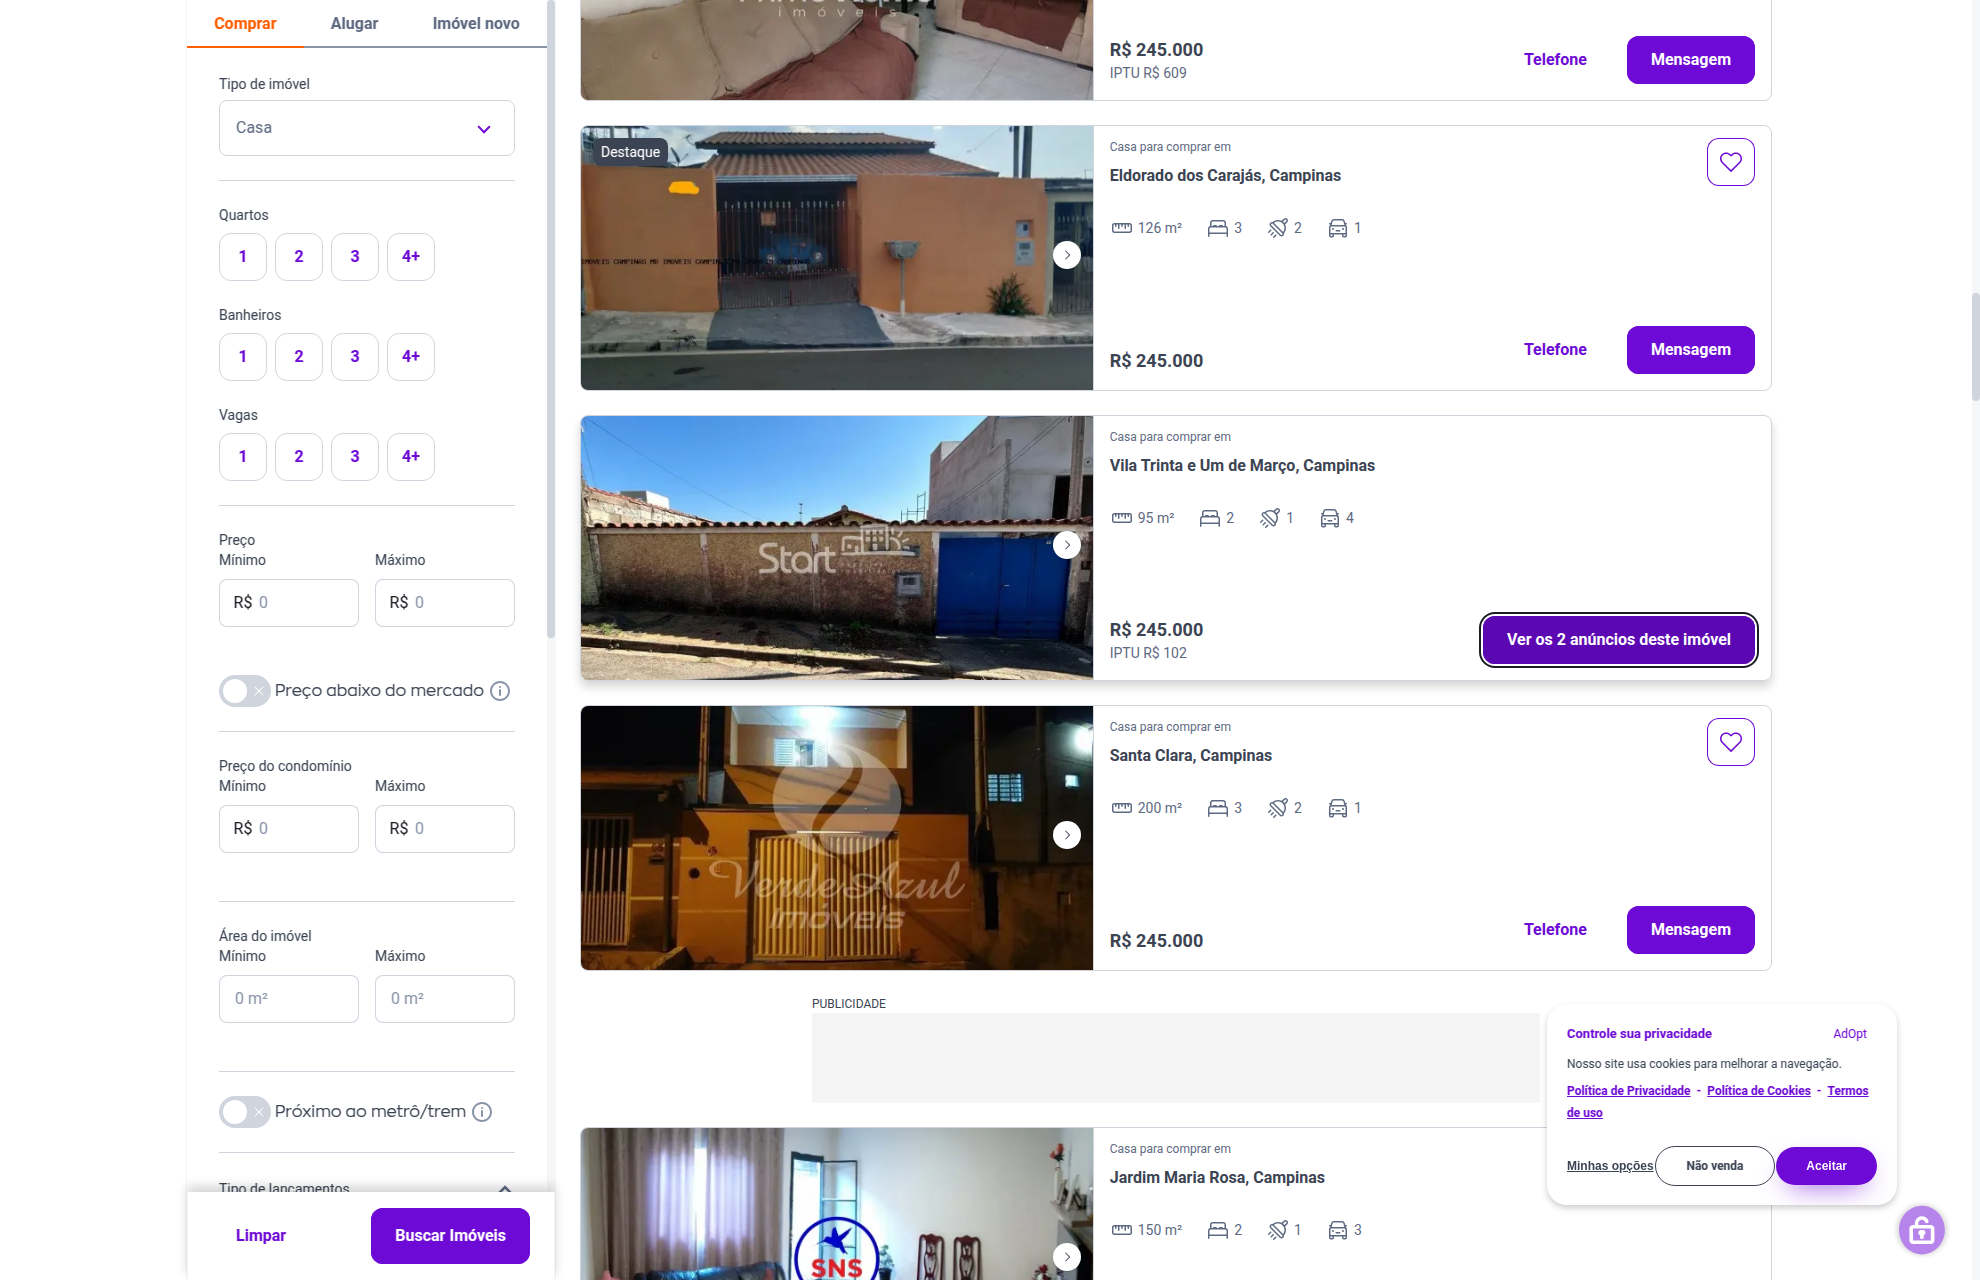 Comprar
Alugar
Imóvel novo
Tipo de imóvel
Casa
Quartos
1
2
3
4+
Banheiros
1
2
3
4+
Vagas
1
2
3
4+
Preço
Mínimo
Máximo
R$ 0
R$ 0
Preço abaixo do mercado
Preço do condomínio
Mínimo
Máximo
R$ 0
R$ 0
Área do imóvel
Mínimo
Máximo
0 m²
0 m²
Próximo ao metrô/trem
Tipo de lançamentos
Limpar
Buscar Imóveis
imóveis
R$ 245.000
IPTU R$ 609
Telefone
Mensagem
Destaque
IMOVEIS CAMPINAS MB IMOVEIS
Casa para comprar em
Eldorado dos Carajás, Campinas
126 m²
3
2
1
R$ 245.000
Telefone
Mensagem
Start
Casa para comprar em
Vila Trinta e Um de Março, Campinas
95 m²
2
1
4
R$ 245.000
IPTU R$ 102
Ver os 2 anúncios deste imóvel
VerdeAzul
imóveis
Casa para comprar em
Santa Clara, Campinas
200 m²
3
2
1
R$ 245.000
Telefone
Mensagem
PUBLICIDADE
SNS
Casa para comprar em
Jardim Maria Rosa, Campinas
150 m²
2
1
3
Controle sua privacidade
AdOpt
Nosso site usa cookies para melhorar a navegação.
Política de Privacidade - Política de Cookies - Termos
de uso
Minhas opções
Não venda
Aceitar